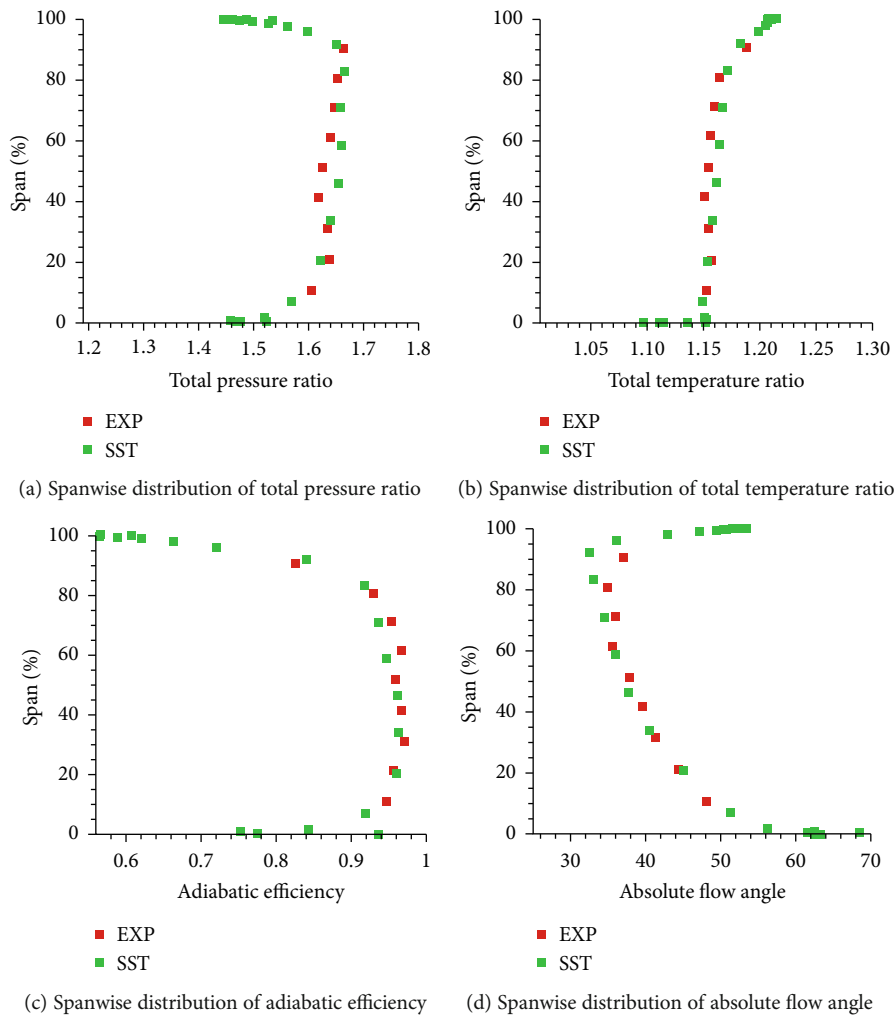 100
80
60
40
20
0
Span (%)
1.2 1.3 1.4 1.5 1.6 1.7 1.8
Total pressure ratio
EXP
SST
(a) Spanwise distribution of total pressure ratio
100
80
60
40
20
0
Span (%)
1.05 1.10 1.15 1.20 1.25 1.30
Total temperature ratio
EXP
SST
(b) Spanwise distribution of total temperature ratio
100
80
60
40
20
0
Span (%)
0.6 0.7 0.8 0.9 1
Adiabatic efficiency
EXP
SST
(c) Spanwise distribution of adiabatic efficiency
100
80
60
40
20
0
Span (%)
30 40 50 60 70
Absolute flow angle
EXP
SST
(d) Spanwise distribution of absolute flow angle